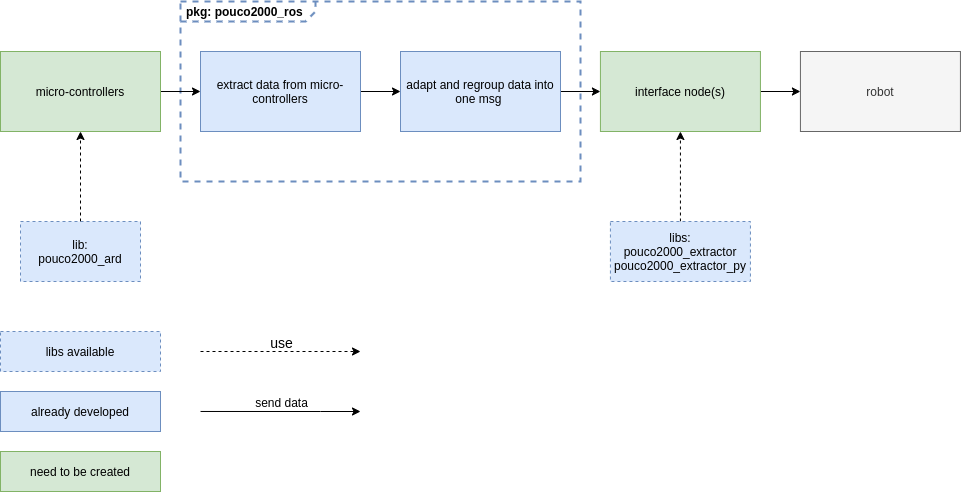 pkg: pouco2000_ros
micro-controllers
extract data from micro-
controllers
adapt and regroup data into
one msg
interface node(s)
robot
lib:
pouco2000_ard
libs:
pouco2000_extractor
pouco2000_extractor_py
libs available
use
already developed
send data
need to be created